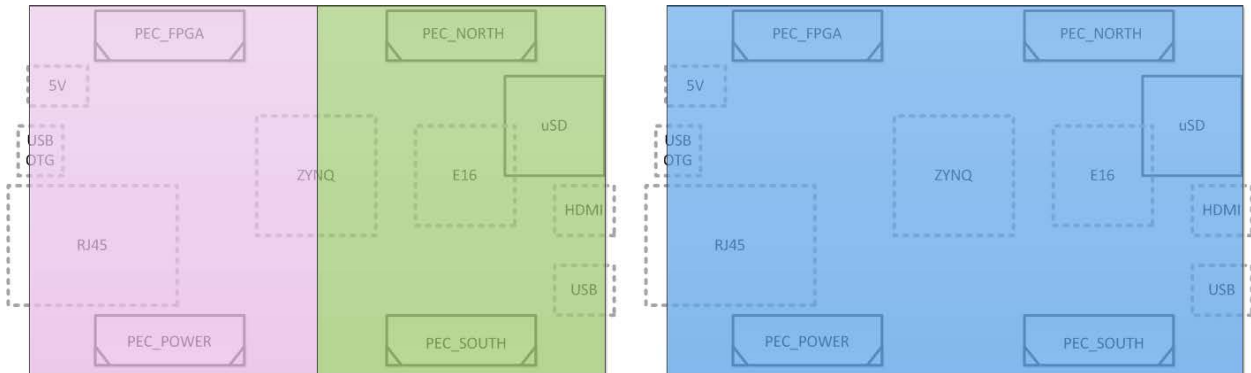 PEC_FPGA
PEC_NORTH
5V
uSD
USB
OTG
ZYNQ
E16
HDMI
RJ45
USB
PEC_POWER
PEC_SOUTH
PEC_FPGA
PEC_NORTH
5V
uSD
USB
OTG
ZYNQ
E16
HDMI
RJ45
USB
PEC_POWER
PEC_SOUTH